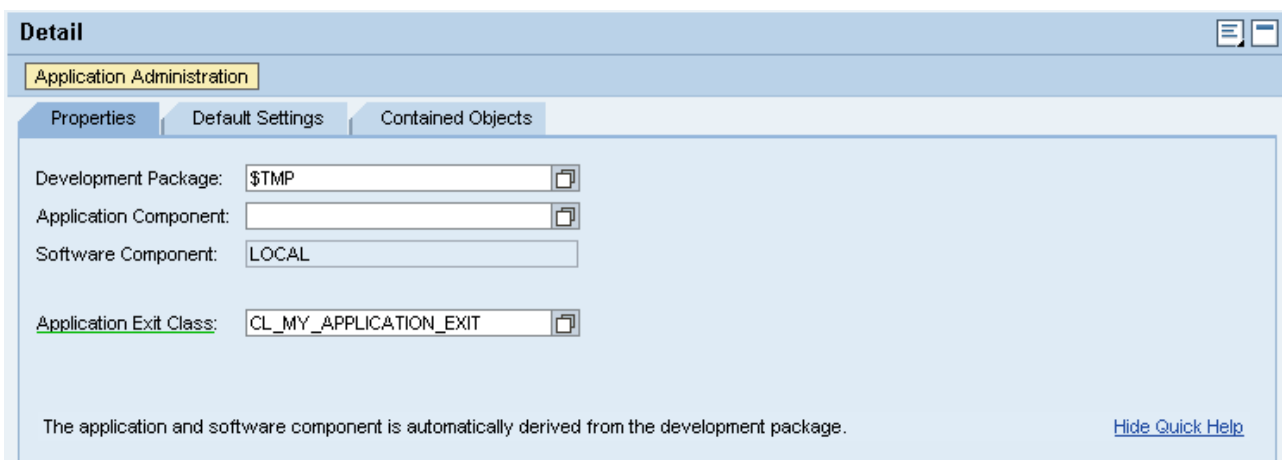 Detail
Application Administration
Properties Default Settings Contained Objects
Development Package: $TMP
Application Component:
Software Component: LOCAL
Application Exit Class: CL_MY_APPLICATION_EXIT
The application and software component is automatically derived from the development package. Hide Quick Help